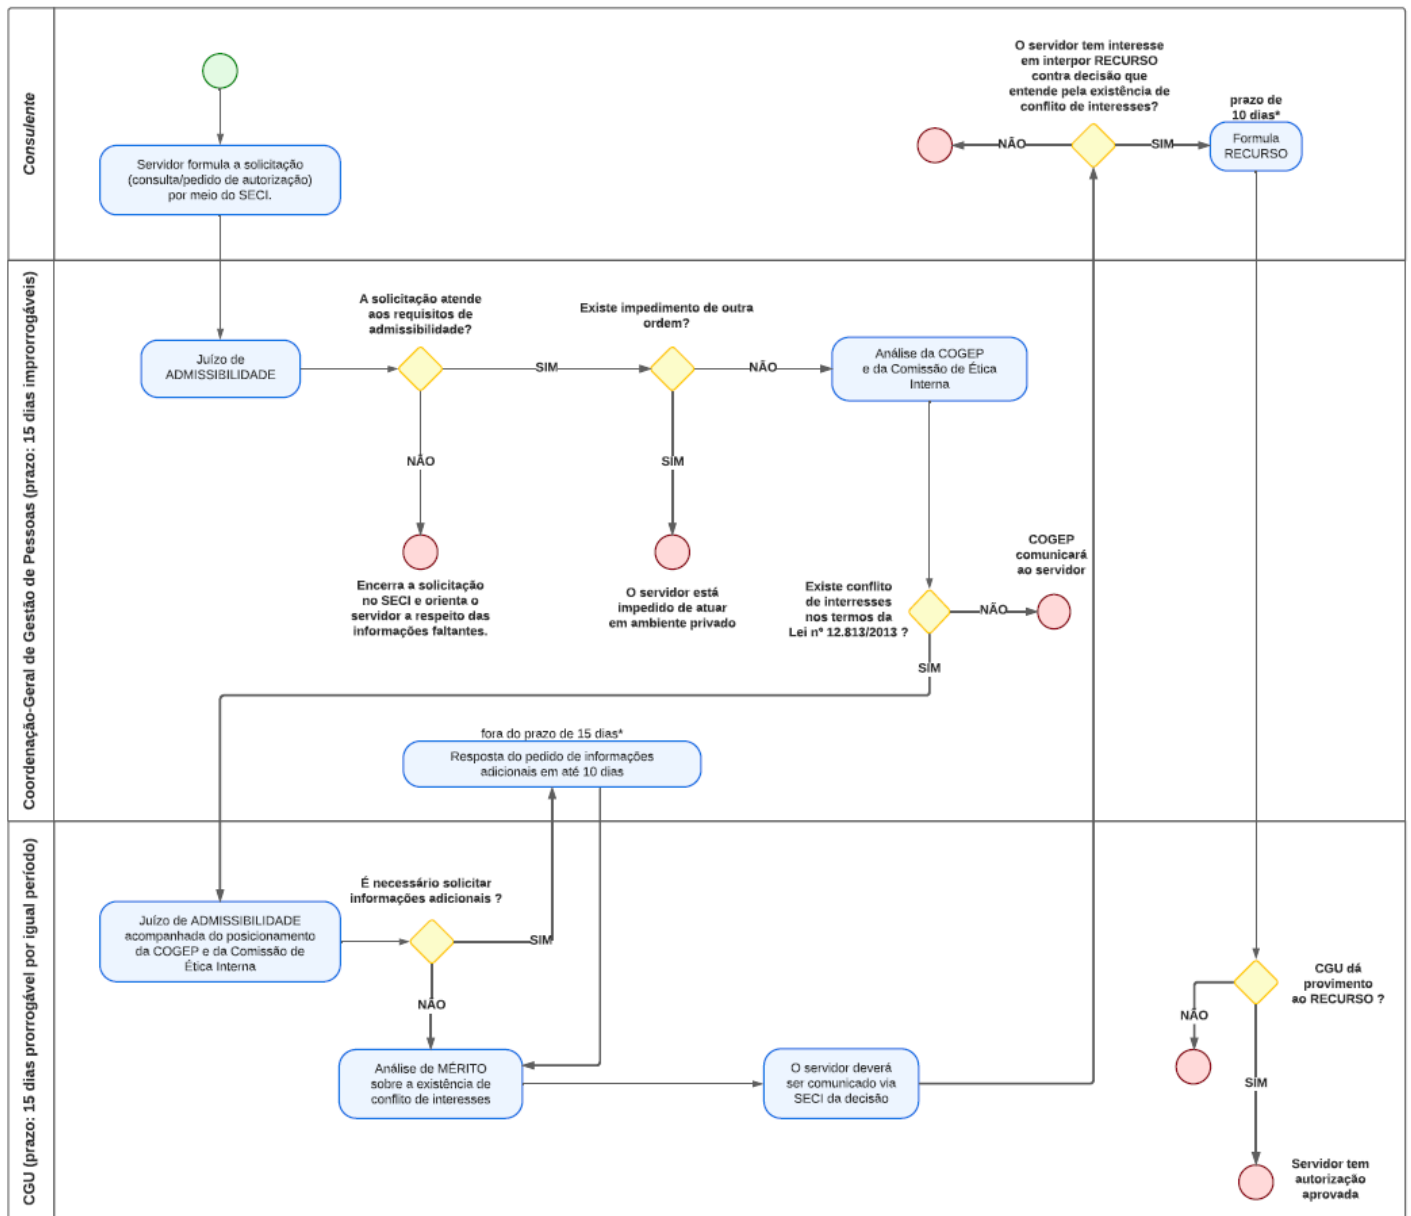 Consulente
Servidor formula a solicitação
(consulta/pedido de autorização)
por meio do SECI.
O servidor tem interesse
em interpor RECURSO
contra decisão que
entende pela existência de
conflito de interesses?
NÃO
SIM
prazo de
10 dias*
Formula
RECURSO
Coordenação-Geral de Gestão de Pessoas (prazo: 15 dias improrrogáveis)
Juízo de
ADMISSIBILIDADE
A solicitação atende
aos requisitos de
admissibilidade?
SIM
NÃO
Encerra a solicitação
no SECI e orienta o
servidor a respeito das
informações faltantes.
Existe impedimento de outra
ordem?
NÃO
SIM
O servidor está
impedido de atuar
em ambiente privado
Análise da COGEP
e da Comissão de Ética
Interna
Existe conflito
de interresses
nos termos da
Lei nº 12.813/2013 ?
NÃO
COGEP
comunicará
ao servidor
SIM
fora do prazo de 15 dias*
Resposta do pedido de informações
adicionais em até 10 dias
CGU (prazo: 15 dias prorrogável por igual período)
Juízo de ADMISSIBILIDADE
acompanhada do posicionamento
da COGEP e da Comissão de
Ética Interna
É necessário solicitar
informações adicionais ?
SIM
NÃO
Análise de MÉRITO
sobre a existência de
conflito de interesses
O servidor deverá
ser comunicado via
SECI da decisão
CGU dá
provimento
ao RECURSO ?
NÃO
SIM
Servidor tem
autorização
aprovada